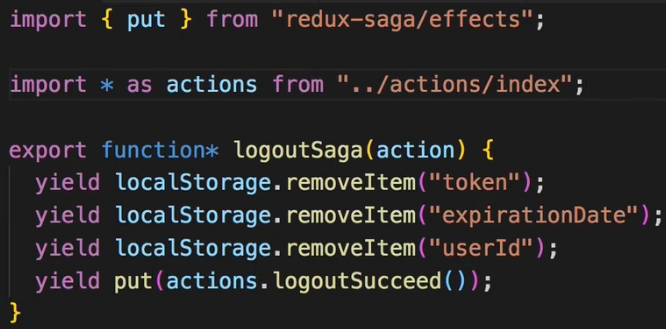 import { put } from "redux-saga/effects";
import * as actions from "../actions/index";
export function* logoutSaga(action) {
yield localStorage.removeItem("token");
yield localStorage.removeItem("expirationDate");
yield localStorage.removeItem("userId");
yield put(actions.logoutSucceed());
}